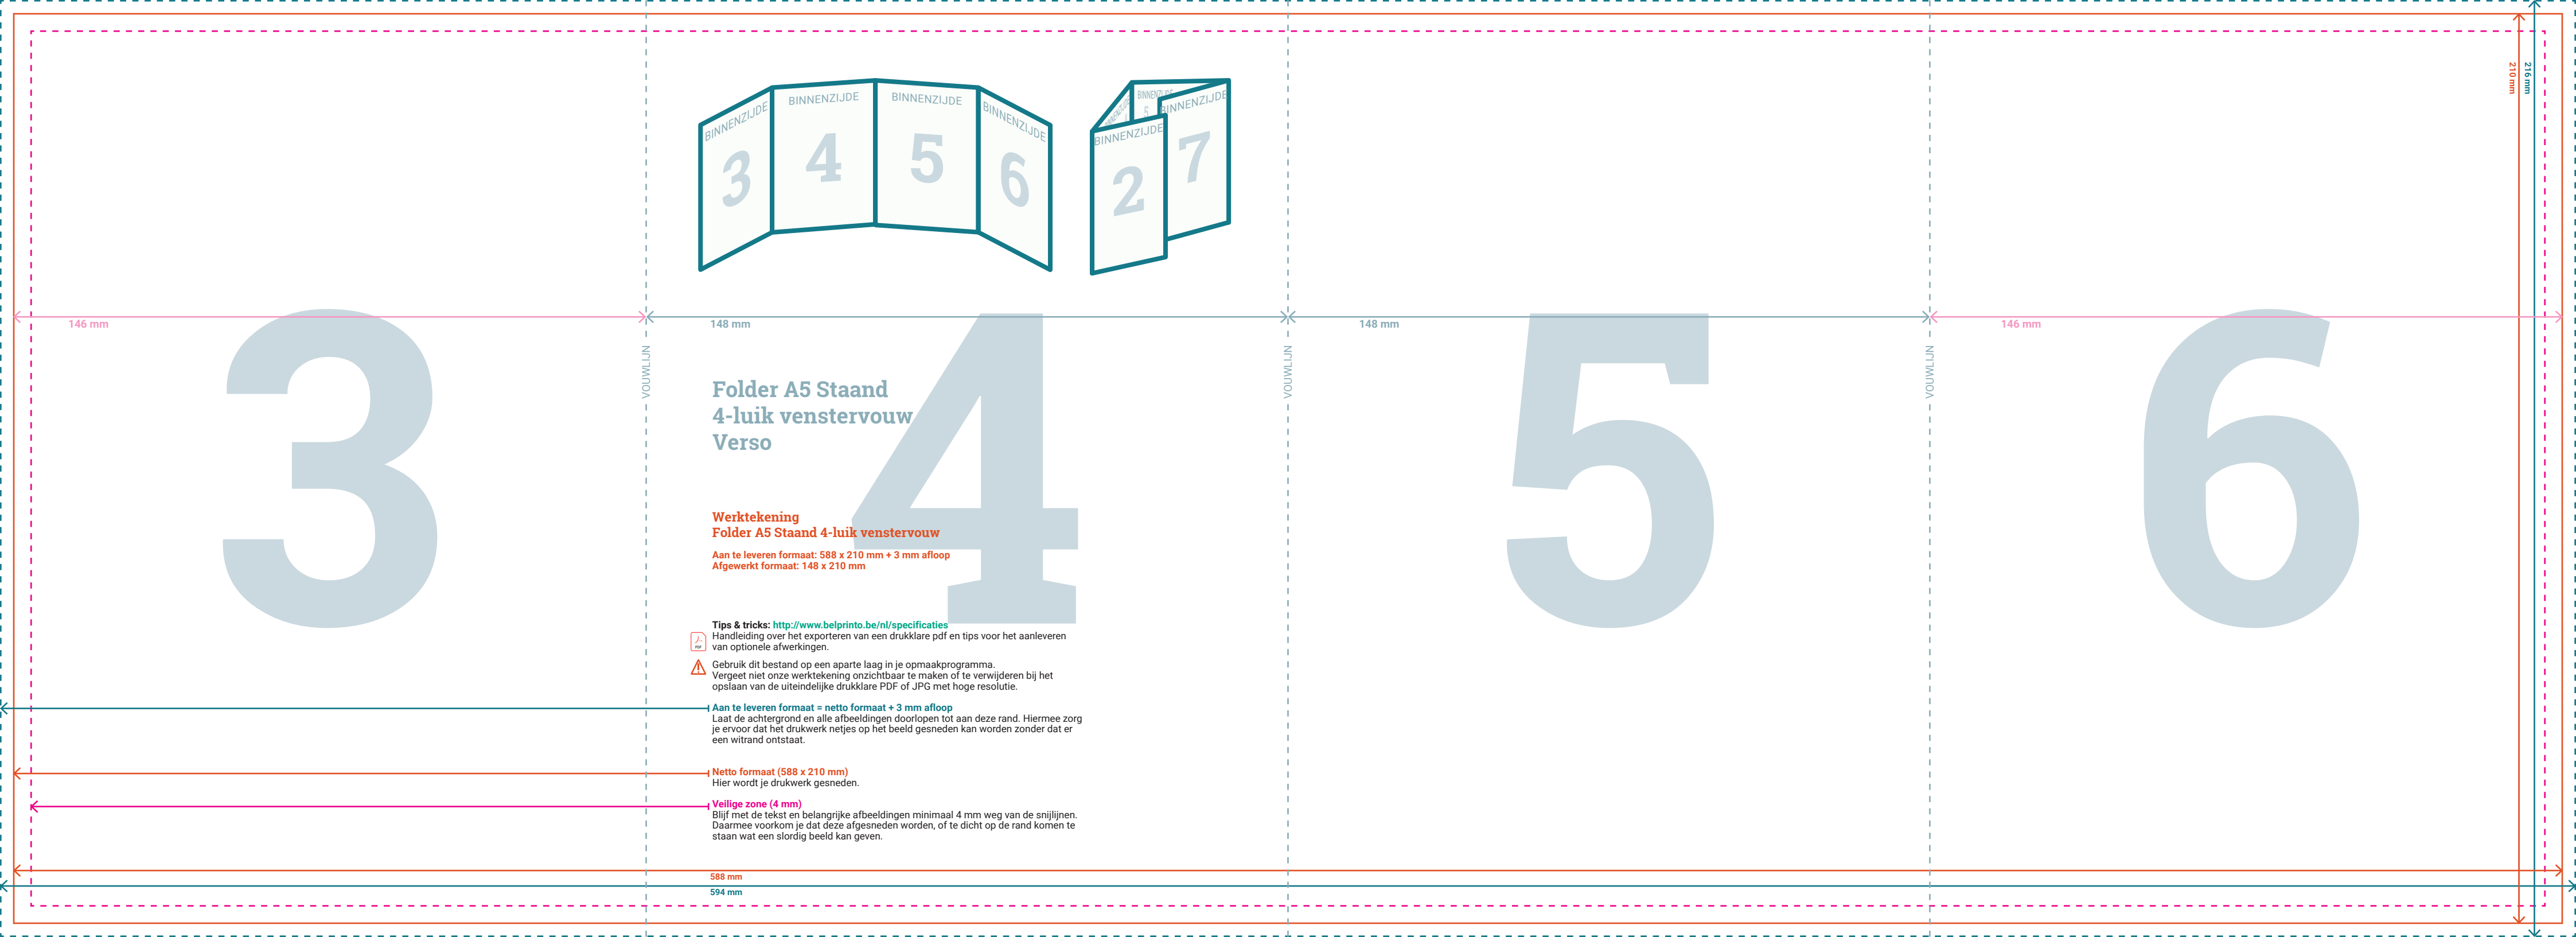 BINNENZIJDE
BINNENZIJDE
BINNENZIJDE
BINNENZIJDE
3
4
5
6
BINNENZIJDE
BINNENZIJDE
BINNENZIJDE
5
2
7
210 mm
216 mm
146 mm
148 mm
148 mm
146 mm
VOUWLIJN
VOUWLIJN
VOUWLIJN
3
4
5
6
Folder A5 Staand
4-luik venstervouw
Verso
Werktekening
Folder A5 Staand 4-luik venstervouw
Aan te leveren formaat: 588 x 210 mm + 3 mm afloop
Afgewerkt formaat: 148 x 210 mm
Tips & tricks: http://www.belprinto.be/nl/specificaties
Handleiding over het exporteren van een drukklare pdf en tips voor het aanleveren
van optionele afwerkingen.
PDF
Gebruik dit bestand op een aparte laag in je opmaakprogramma.
Vergeet niet onze werktekening onzichtbaar te maken of te verwijderen bij het
opslaan van de uiteindelijke drukklare PDF of JPG met hoge resolutie.
Aan te leveren formaat = netto formaat + 3 mm afloop
Laat de achtergrond en alle afbeeldingen doorlopen tot aan deze rand. Hiermee zorg
je ervoor dat het drukwerk netjes op het beeld gesneden kan worden zonder dat er
een witrand ontstaat.
Netto formaat (588 x 210 mm)
Hier wordt je drukwerk gesneden.
Veilige zone (4 mm)
Blijf met de tekst en belangrijke afbeeldingen minimaal 4 mm weg van de snijlijnen.
Daarmee voorkom je dat deze afgesneden worden, of te dicht op de rand komen te
staan wat een slordig beeld kan geven.
588 mm
594 mm